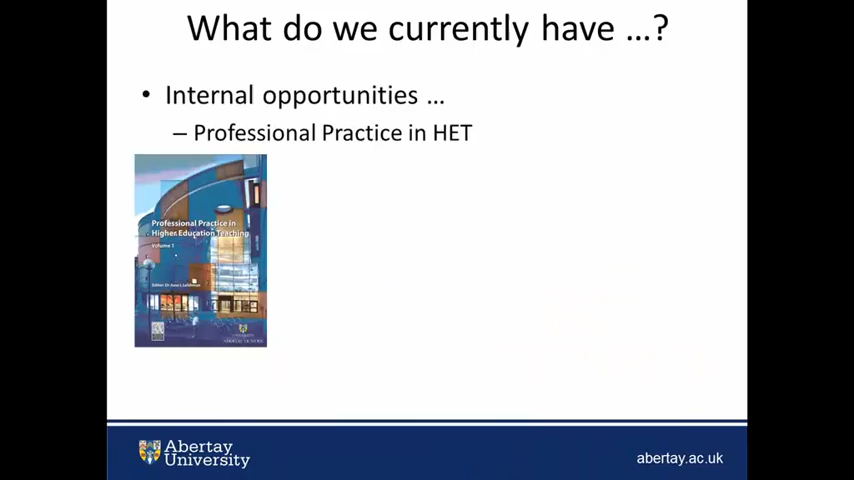 What do we currently have ...?
• Internal opportunities ...
– Professional Practice in HET
Professional Practice in
Higher Education Teaching
Volume 1
Abertay
University
abertay.ac.uk